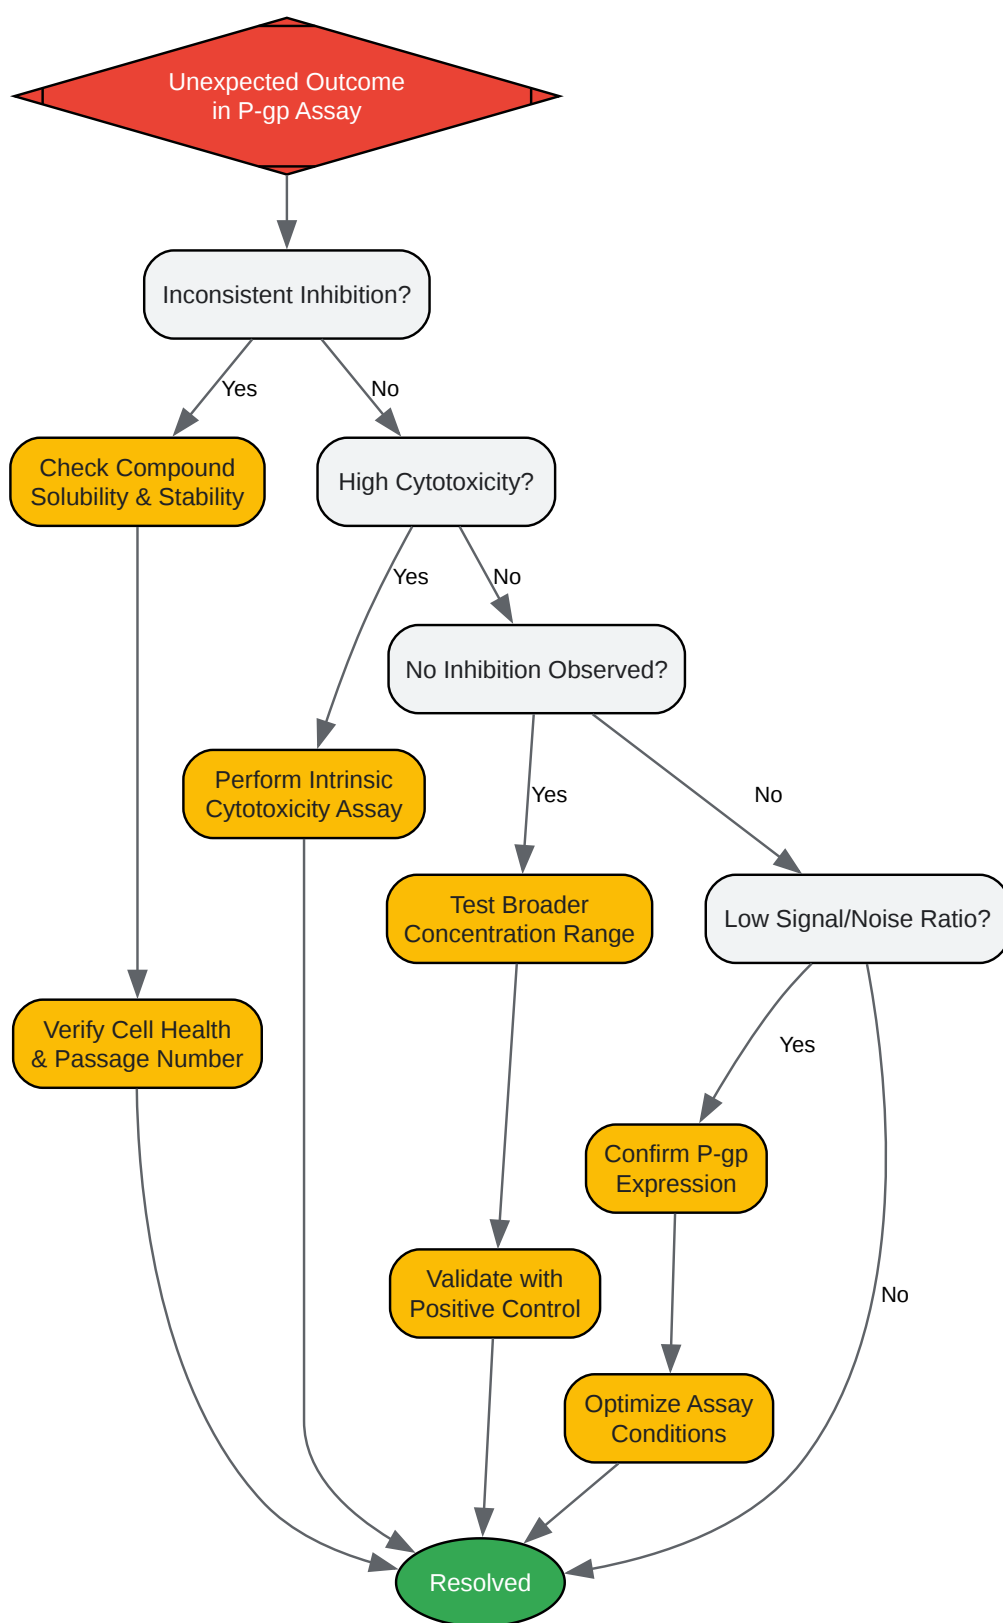 Unexpected Outcome
in P-gp Assay
Inconsistent Inhibition?
Yes
No
Check Compound
Solubility & Stability
High Cytotoxicity?
Yes
No
No Inhibition Observed?
Perform Intrinsic
Cytotoxicity Assay
Yes
No
Test Broader
Concentration Range
Low Signal/Noise Ratio?
Verify Cell Health
& Passage Number
Yes
Confirm P-gp
Expression
Validate with
Positive Control
No
Optimize Assay
Conditions
Resolved